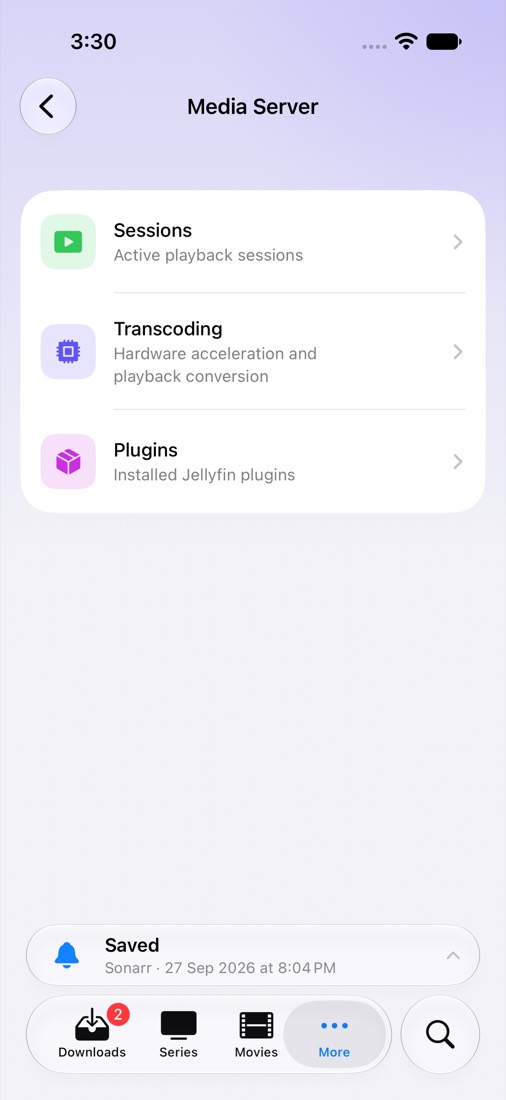 3:30
Media Server
Sessions
Active playback sessions
Transcoding
Hardware acceleration and
playback conversion
Plugins
Installed Jellyfin plugins
Saved
Sonarr · 27 Sep 2026 at 8:04 PM
2
Downloads
Series
Movies
More